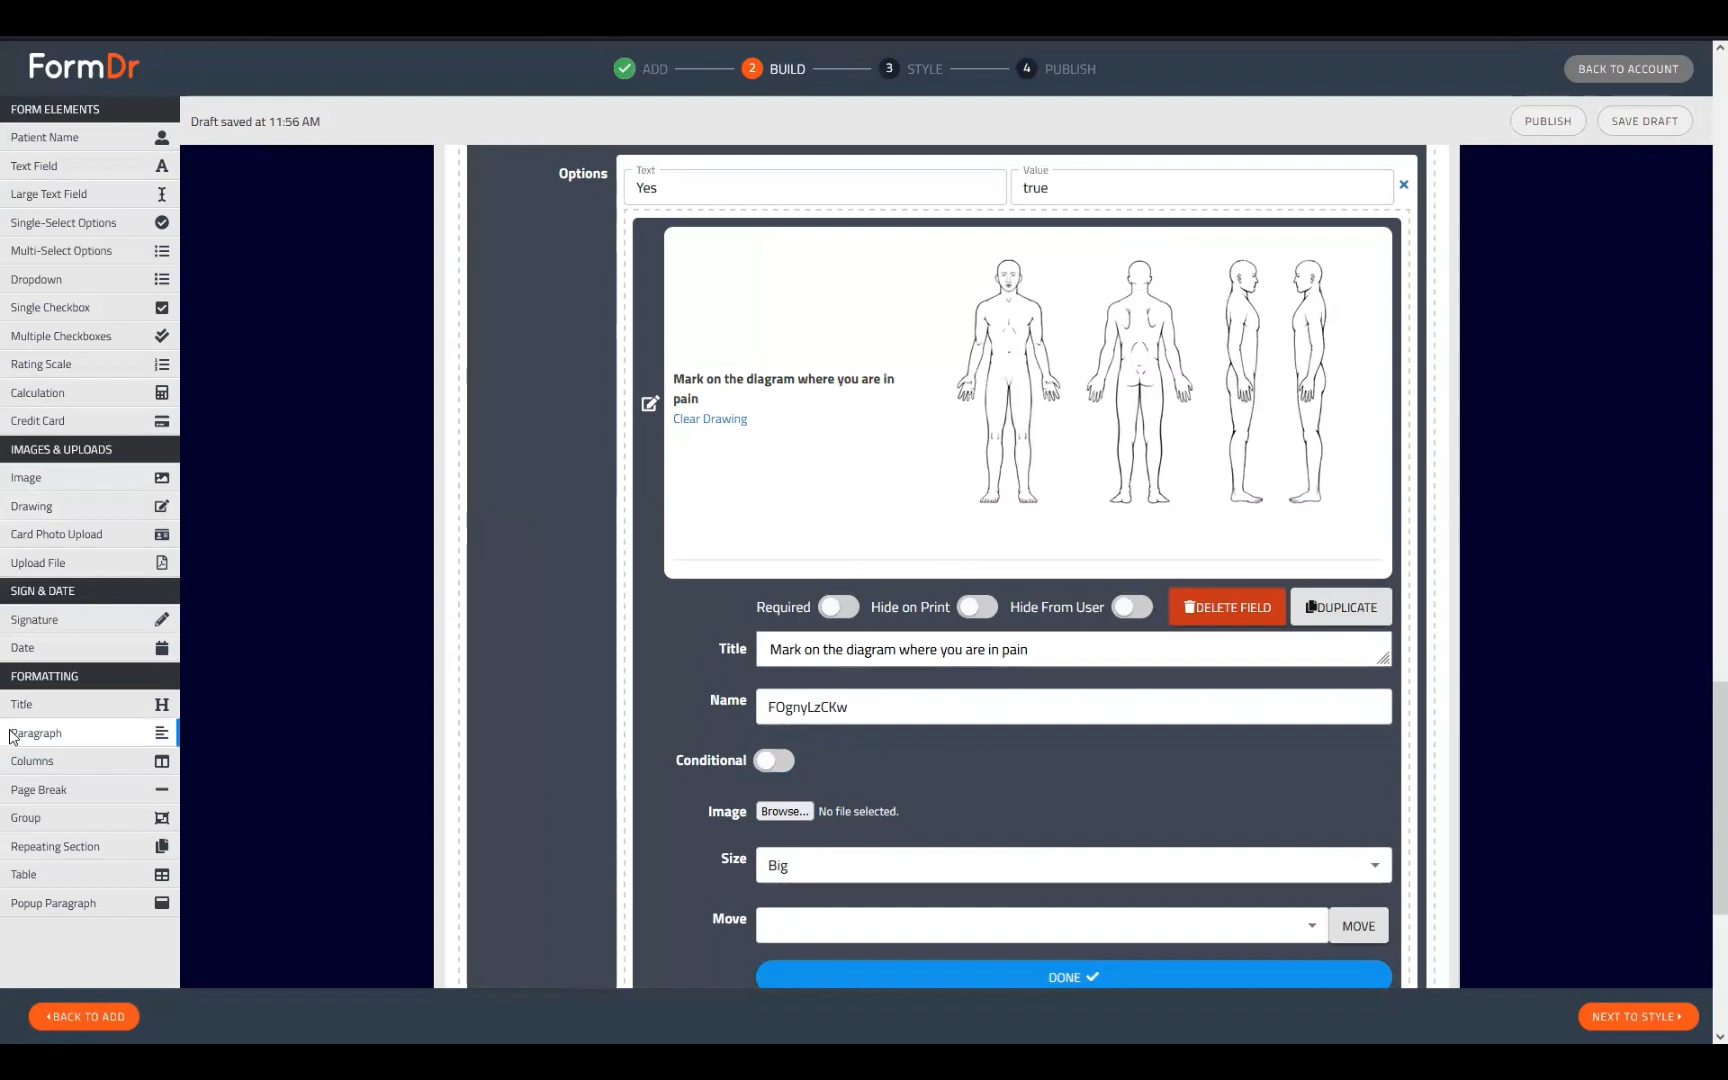 FormDr
ADD
2 BUILD
3 STYLE
4 PUBLISH
BACK TO ACCOUNT
FORM ELEMENTS
Patient Name
Text Field
Large Text Field
Single-Select Options
Multi-Select Options
Dropdown
Single Checkbox
Multiple Checkboxes
Rating Scale
Calculation
Credit Card
IMAGES & UPLOADS
Image
Drawing
Card Photo Upload
Upload File
SIGN & DATE
Signature
Date
FORMATTING
Title
Paragraph
Columns
Page Break
Group
Repeating Section
Table
Popup Paragraph
Draft saved at 11:56 AM
PUBLISH
SAVE DRAFT
Options
Text
Yes
Value
true
Mark on the diagram where you are in
pain
Clear Drawing
Required
Hide on Print
Hide From User
DELETE FIELD
DUPLICATE
Title
Mark on the diagram where you are in pain
Name
FOgnyLzCKw
Conditional
Image
Browse... No file selected.
Size
Big
Move
MOVE
DONE
BACK TO ADD
NEXT TO STYLE